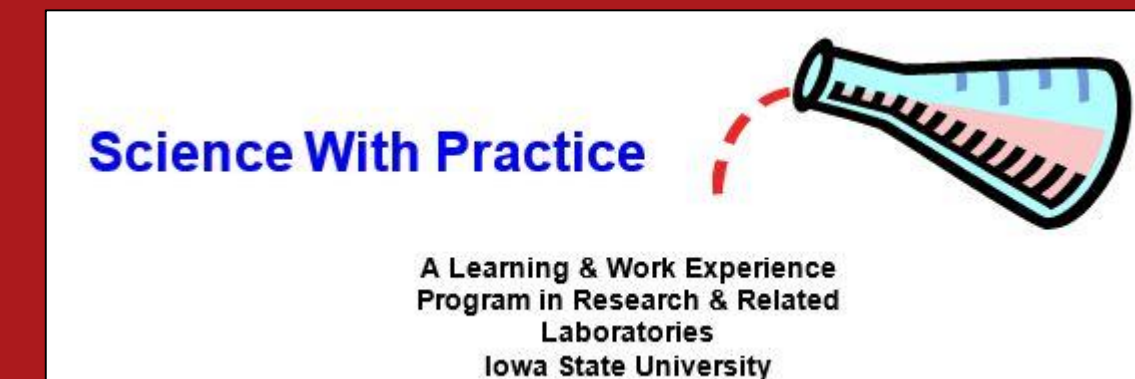 Science With Practice
A Learning & Work Experience
Program in Research & Related
Laboratories
Iowa State University